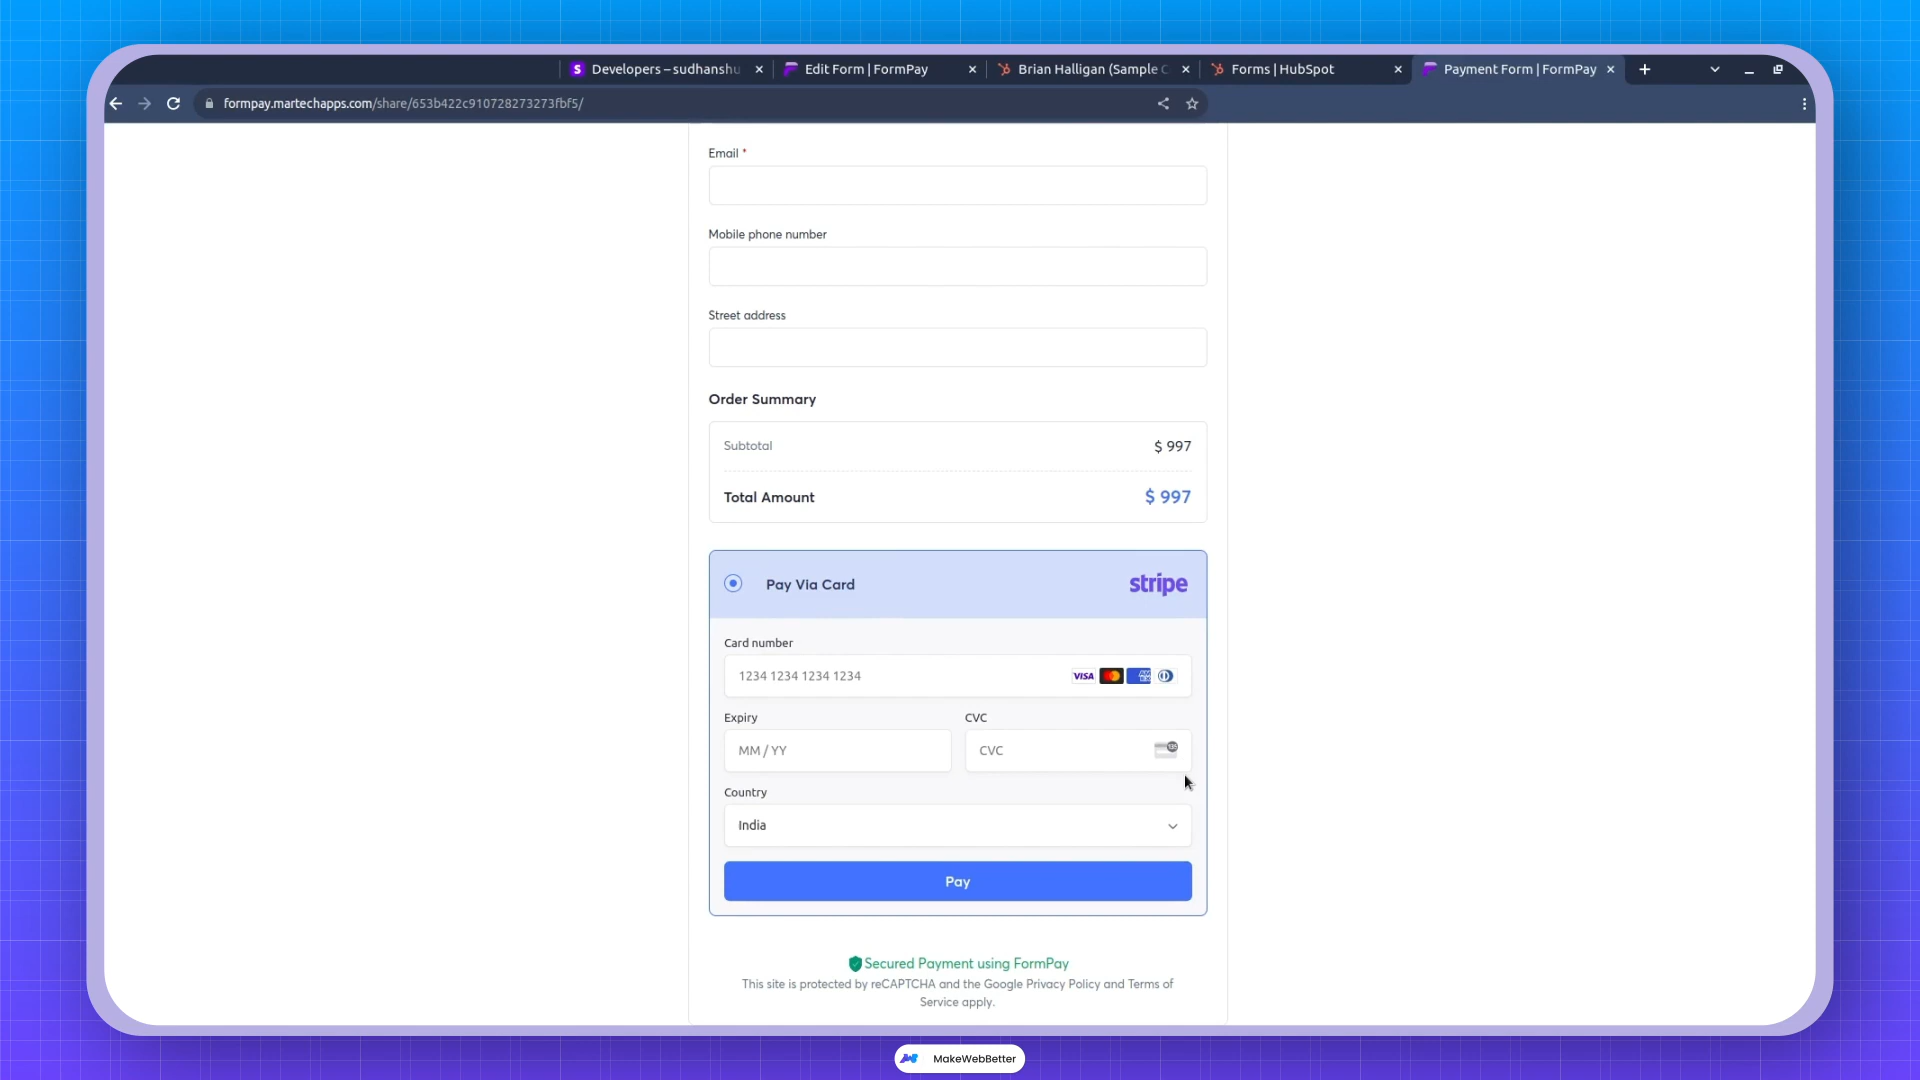 Developers – sudhanshu
Edit Form | FormPay
Brian Halligan (Sample C
Forms | HubSpot
Payment Form | FormPay
formpay.martechapps.com/share/653b422c910728273273fbf5/
Email *
Mobile phone number
Street address
Order Summary
Subtotal $ 997
Total Amount $ 997
Pay Via Card stripe
Card number
1234 1234 1234 1234 VISA
Expiry CVC
MM / YY CVC
Country
India
Pay
Secured Payment using FormPay
This site is protected by reCAPTCHA and the Google Privacy Policy and Terms of
Service apply.
MakeWebBetter